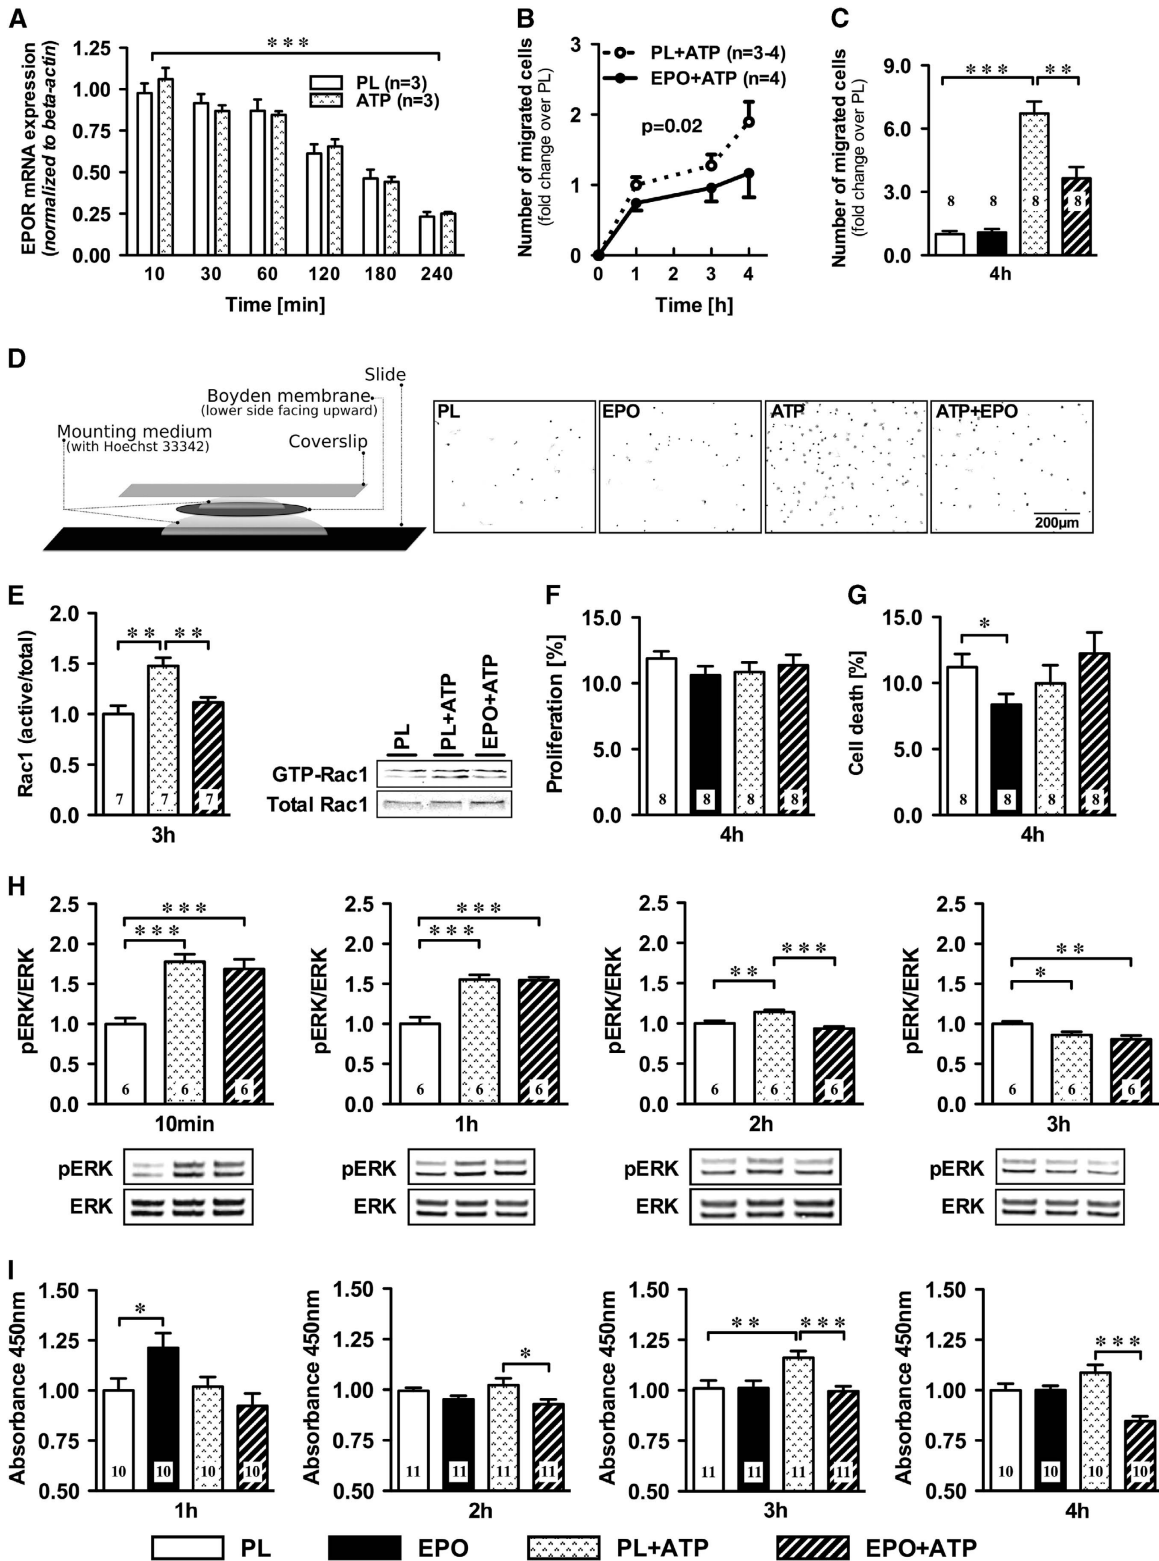 A
EPOR mRNA expression
(normalized to beta-actin)
1.25
1.00
0.75
0.50
0.25
0.00
***
PL (n=3)
ATP (n=3)
10 30 60 120 180 240
Time [min]
B
Number of migrated cells
(fold change over PL)
3
2
1
0
PL+ATP (n=3-4)
EPO+ATP (n=4)
p=0.02
0 1 2 3 4
Time [h]
C
Number of migrated cells
(fold change over PL)
9.0
6.0
3.0
0.0
*** **
8 8 8 8
4h
D
Slide
Boyden membrane
(lower side facing upward)
Mounting medium
(with Hoechst 33342)
Coverslip
PL EPO ATP ATP+EPO
200µm
E
Rac1 (active/total)
2.0
1.5
1.0
0.5
0.0
** **
7 7 7
3h
PL PL+ATP EPO+ATP
GTP-Rac1
Total Rac1
F
Proliferation [%]
15.0
10.0
5.0
0.0
8 8 8 8
4h
G
Cell death [%]
15.0
10.0
5.0
0.0
*
8 8 8 8
4h
H
pERK/ERK
2.5
2.0
1.5
1.0
0.5
0.0
***
***
6 6 6
10min
pERK
ERK
pERK/ERK
2.5
2.0
1.5
1.0
0.5
0.0
***
***
6 6 6
1h
pERK
ERK
pERK/ERK
2.5
2.0
1.5
1.0
0.5
0.0
***
**
6 6 6
2h
pERK
ERK
pERK/ERK
2.5
2.0
1.5
1.0
0.5
0.0
**
*
6 6 6
3h
pERK
ERK
I
Absorbance 450nm
1.50
1.25
1.00
0.75
0.50
*
10 10 10 10
1h
Absorbance 450nm
1.50
1.25
1.00
0.75
0.50
*
11 11 11 11
2h
Absorbance 450nm
1.50
1.25
1.00
0.75
0.50
** ***
11 11 11 11
3h
Absorbance 450nm
1.50
1.25
1.00
0.75
0.50
***
10 10 10 10
4h
PL EPO PL+ATP EPO+ATP